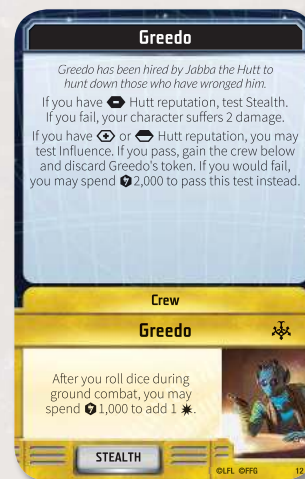 Greedo
Greedo has been hired by Jabba the Hutt to
hunt down those who have wronged him.
If you have Hutt reputation, test Stealth.
If you fail, your character suffers 2 damage.
If you have or Hutt reputation, you may
test Influence. If you pass, gain the crew below
and discard Greedo's token. If you would fail,
you may spend 2,000 to pass this test instead.
Crew
Greedo
After you roll dice during
ground combat, you may
spend 1,000 to add 1 .
STEALTH
©LFL ©FFG
12